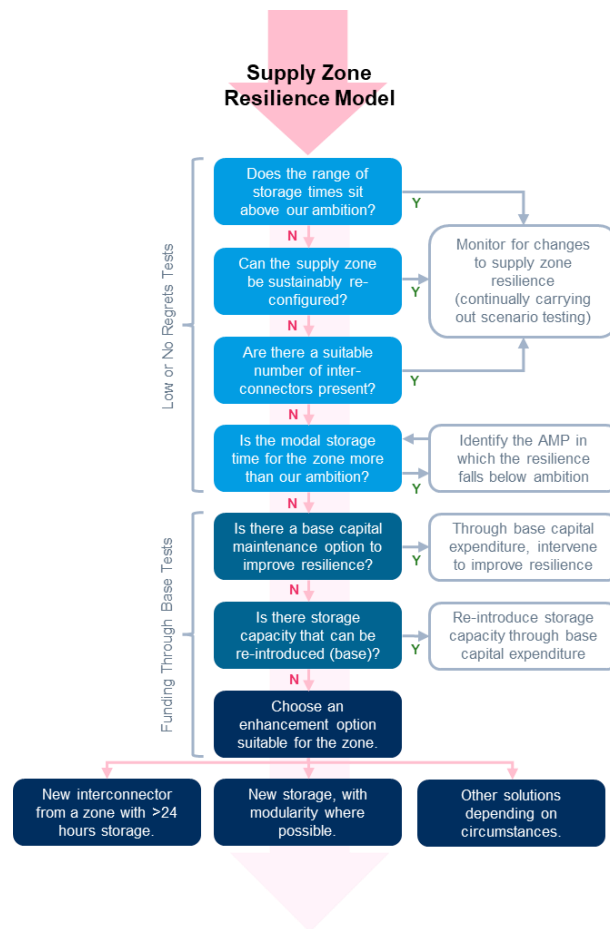 Supply Zone
Resilience Model
Low or No Regrets Tests
Does the range of
storage times sit
above our ambition?
Y
N
Monitor for changes
to supply zone
resilience
(continually carrying
out scenario testing)
Can the supply zone
be sustainably re-
configured?
Y
N
Are there a suitable
number of inter-
connectors present?
Y
N
Is the modal storage
time for the zone more
than our ambition?
Y
Identify the AMP in
which the resilience
falls below ambition
N
Funding Through Base Tests
Is there a base capital
maintenance option to
improve resilience?
Y
Through base capital
expenditure, intervene
to improve resilience
N
Is there storage
capacity that can be
re-introduced (base)?
Y
Re-introduce storage
capacity through base
capital expenditure
N
Choose an
enhancement option
suitable for the zone.
New interconnector
from a zone with >24
hours storage.
New storage, with
modularity where
possible.
Other solutions
depending on
circumstances.